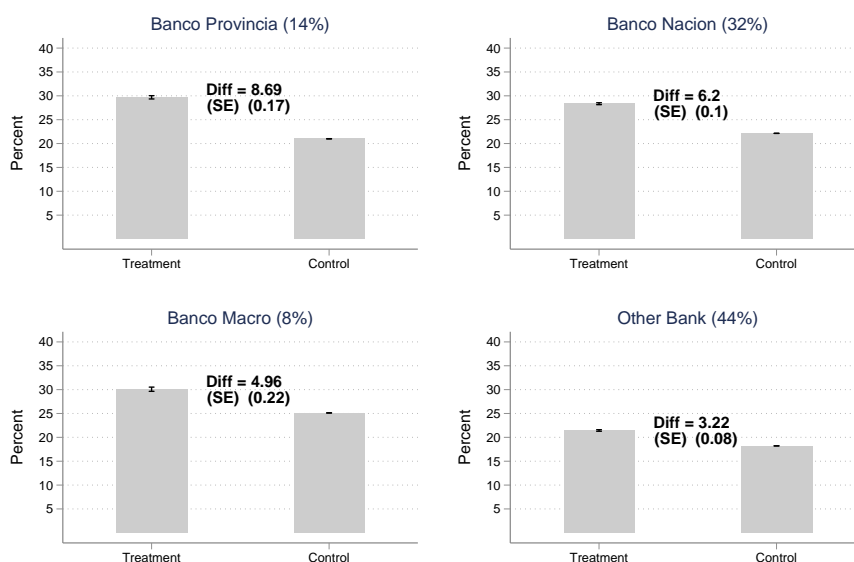 Banco Provincia (14%)
40
35
30
25
20
15
10
5
Percent
Diff = 8.69
(SE) (0.17)
Treatment
Control
Banco Nacion (32%)
40
35
30
25
20
15
10
5
Percent
Diff = 6.2
(SE) (0.1)
Treatment
Control
Banco Macro (8%)
40
35
30
25
20
15
10
5
Percent
Diff = 4.96
(SE) (0.22)
Treatment
Control
Other Bank (44%)
40
35
30
25
20
15
10
5
Percent
Diff = 3.22
(SE) (0.08)
Treatment
Control